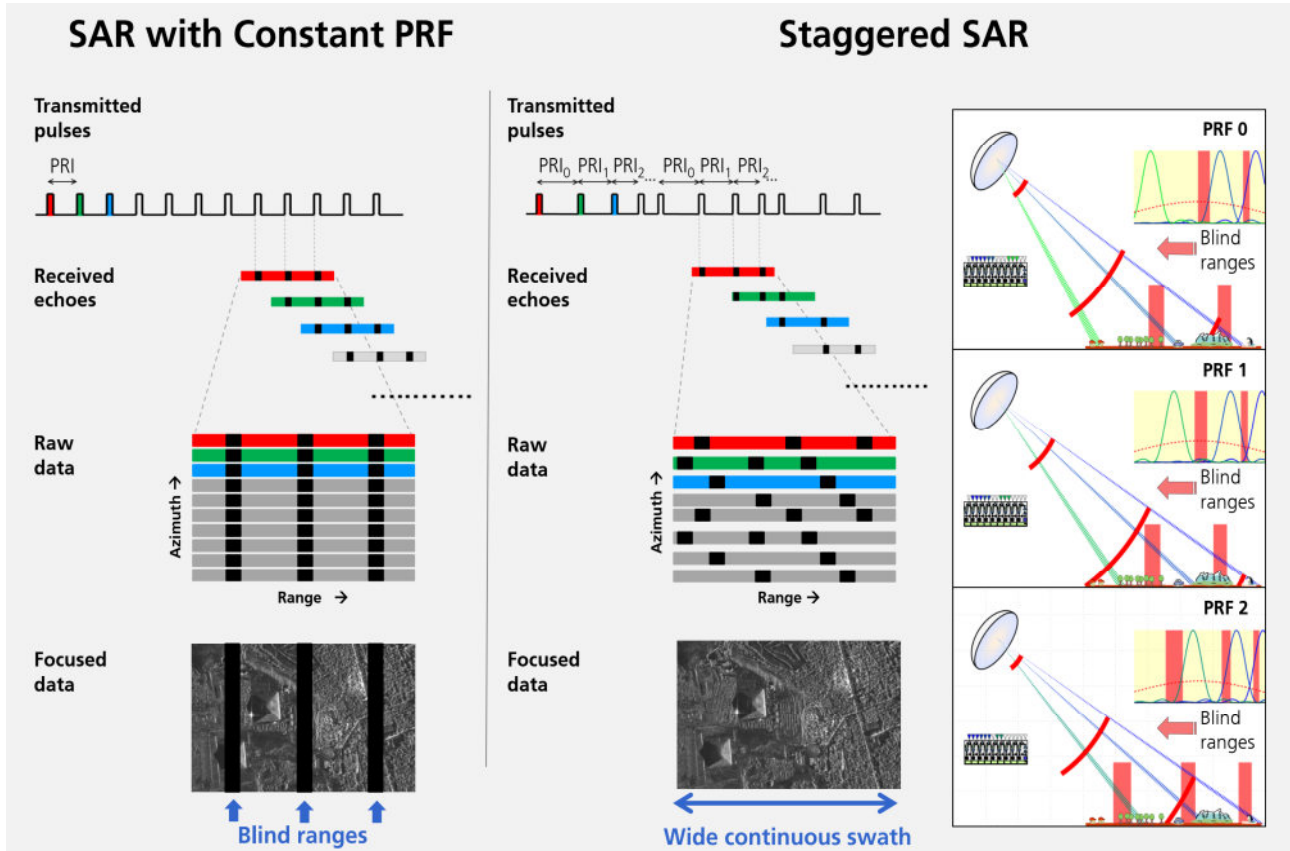 SAR with Constant PRF
Transmitted
pulses
PRI
Received
echoes
Raw
data
Azimuth →
Range →
Focused
data
Blind ranges
Staggered SAR
Transmitted
pulses
PRI0 PRI1 PRI2... PRI0 PRI1 PRI2...
Received
echoes
Raw
data
Azimuth →
Range →
Focused
data
Wide continuous swath
PRF 0
Blind
ranges
PRF 1
Blind
ranges
PRF 2
Blind
ranges